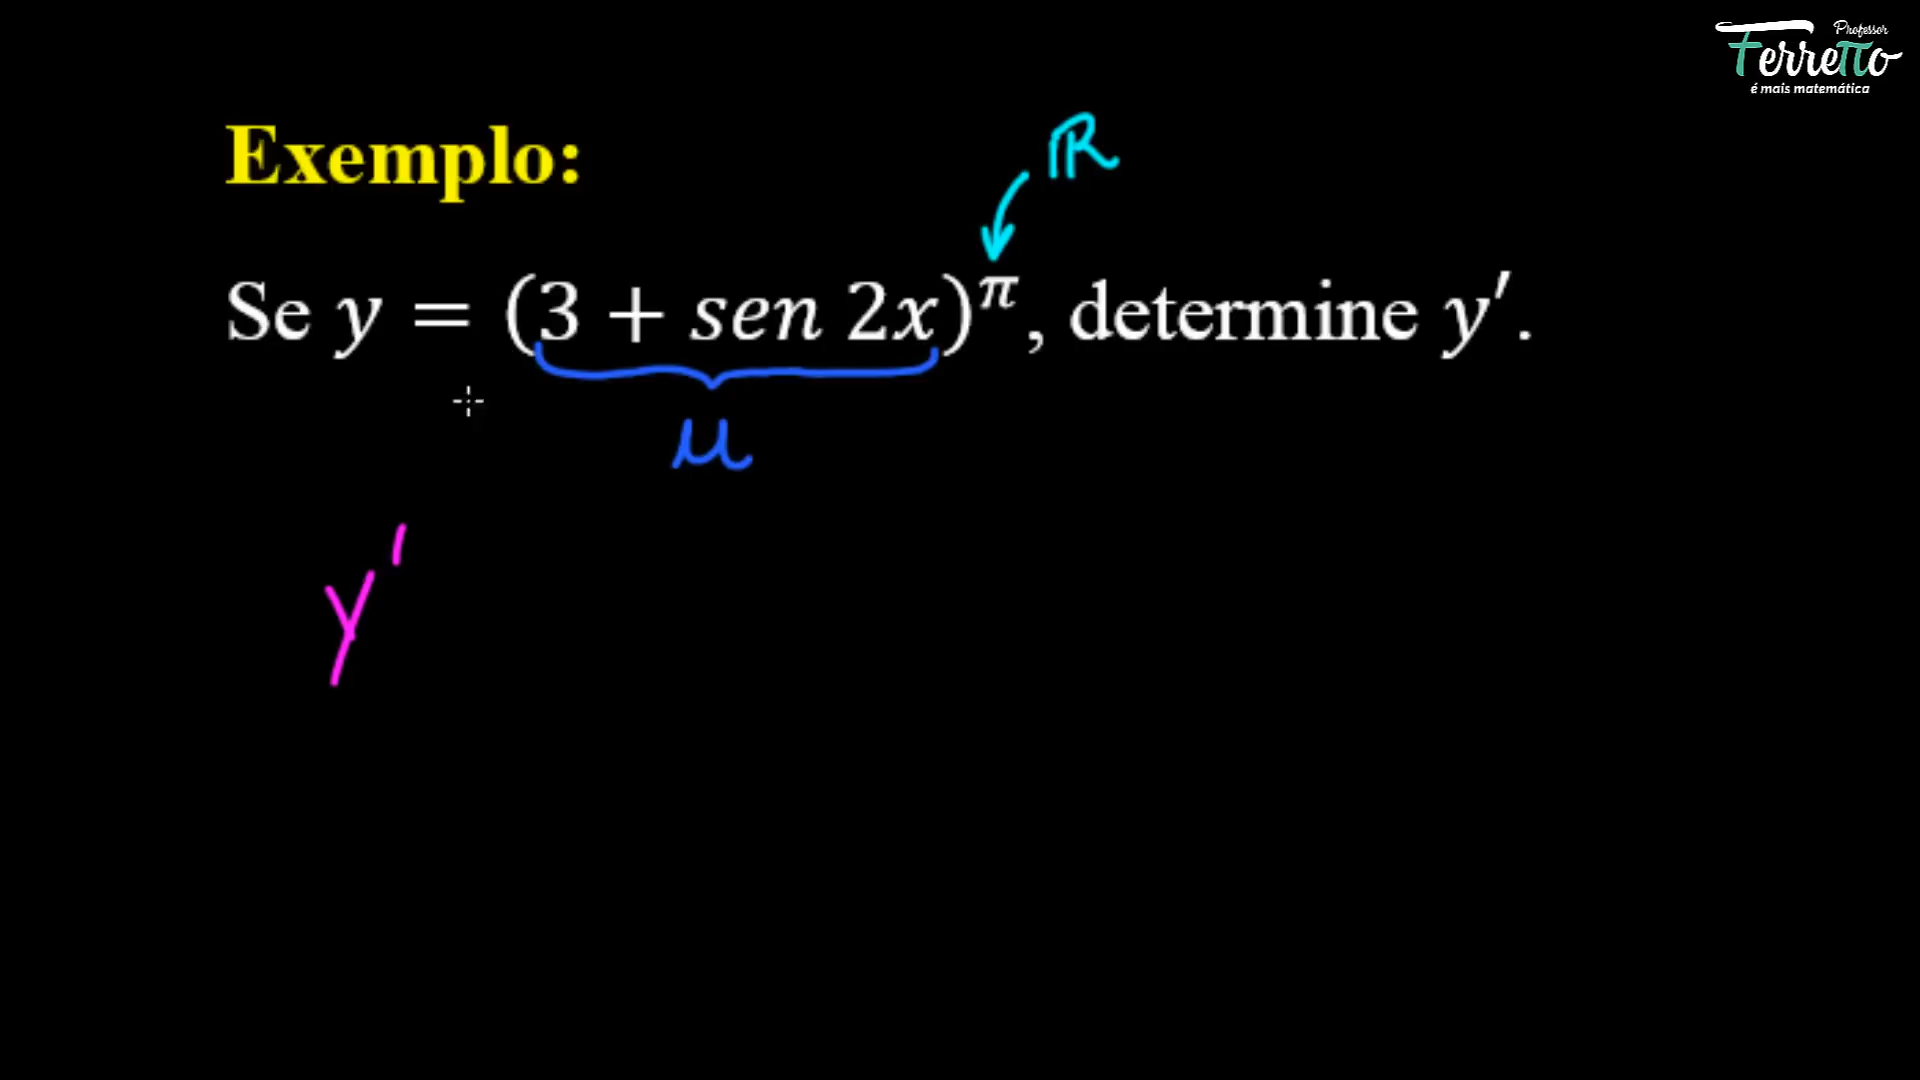 Professor
Ferretto
é mais matemática
Exemplo:
ℝ
Se y = (3 + sen 2x)^π, determine y′.
μ
y′